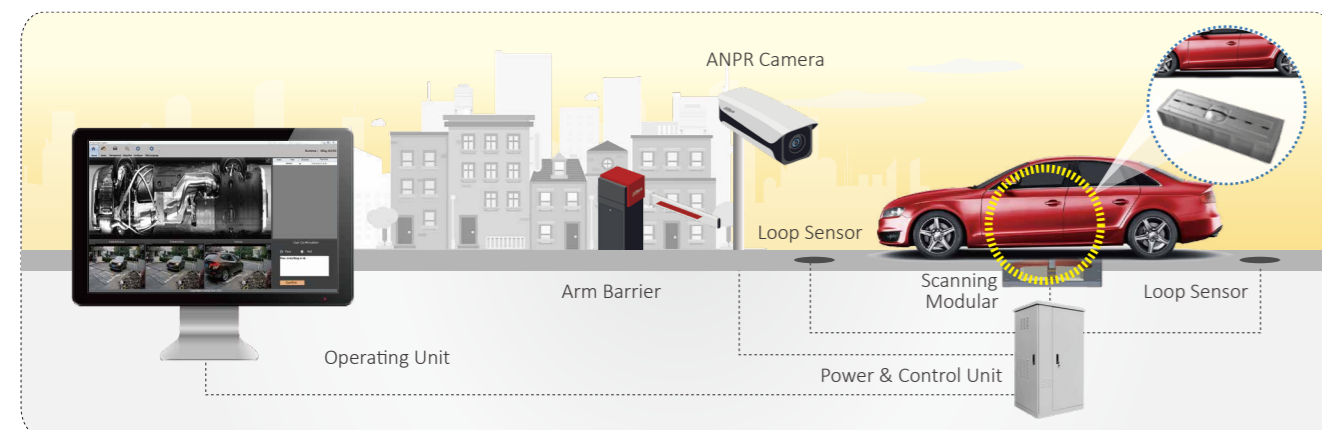 ANPR Camera
Loop Sensor
Arm Barrier
Scanning
Modular
Loop Sensor
Operating Unit
Power & Control Unit